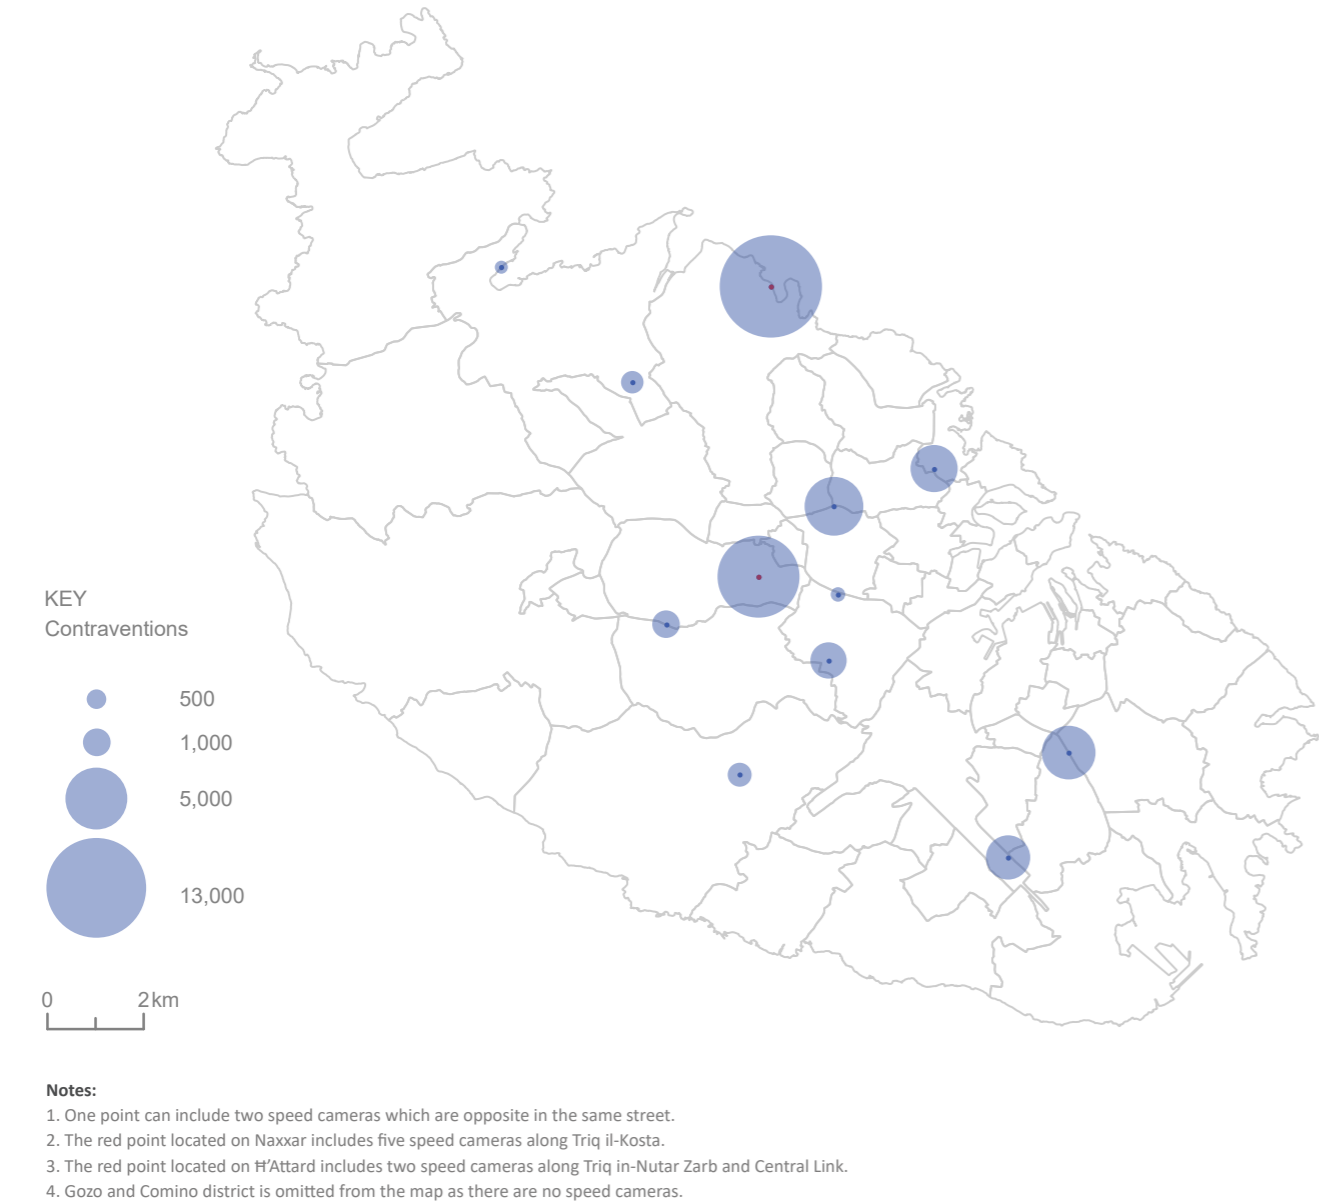 KEY
Contraventions
500
1,000
5,000
13,000
0 2km
Notes:
1. One point can include two speed cameras which are opposite in the same street.
2. The red point located on Naxxar includes five speed cameras along Triq il-Kosta.
3. The red point located on Ħ'Attard includes two speed cameras along Triq in-Nutar Zarb and Central Link.
4. Gozo and Comino district is omitted from the map as there are no speed cameras.